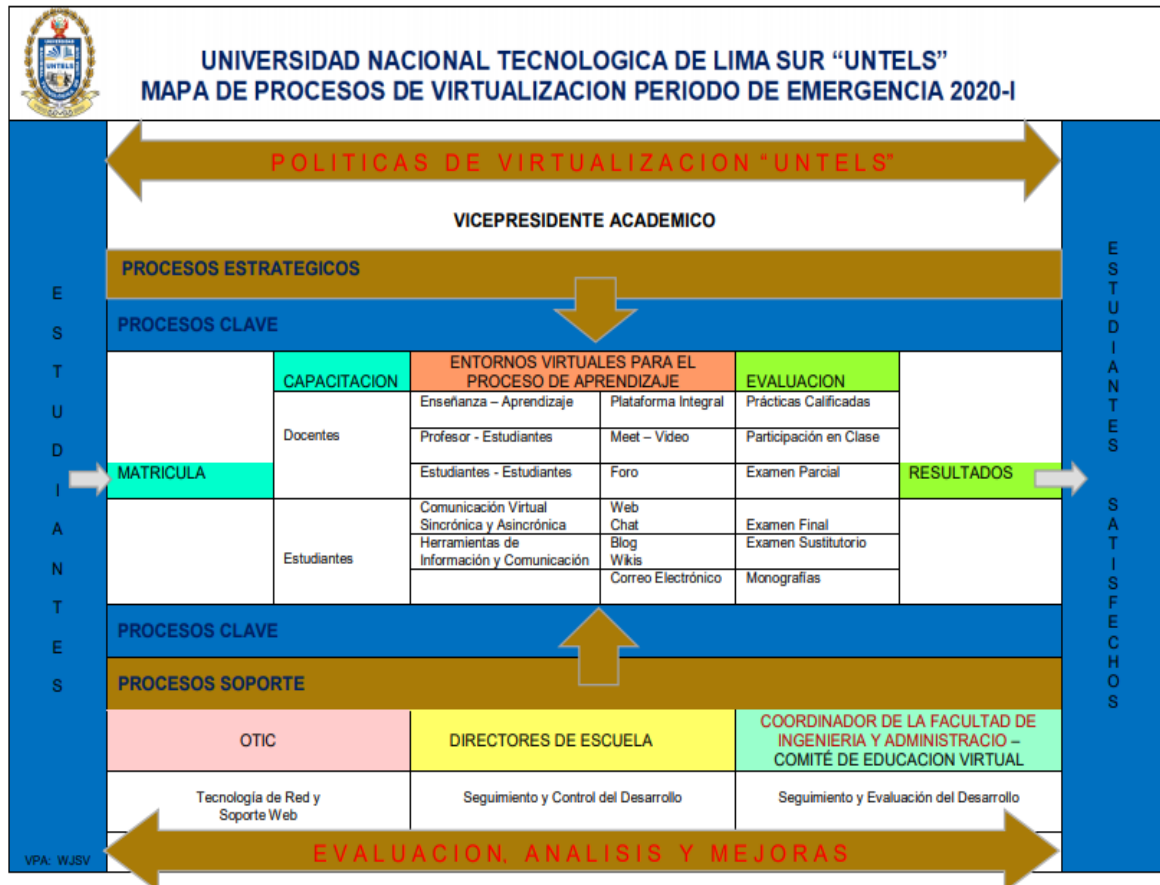 UNTELS
UNIVERSIDAD NACIONAL TECNOLOGICA DE LIMA SUR “UNTELS”
MAPA DE PROCESOS DE VIRTUALIZACION PERIODO DE EMERGENCIA 2020-I
POLITICAS DE VIRTUALIZACION “UNTELS”
VICEPRESIDENTE ACADEMICO
PROCESOS ESTRATEGICOS
ESTUDIANTES
PROCESOS CLAVE
MATRICULA
CAPACITACION
Docentes
Estudiantes
ENTORNOS VIRTUALES PARA EL
PROCESO DE APRENDIZAJE
Enseñanza – Aprendizaje
Plataforma Integral
Profesor - Estudiantes
Meet – Video
Estudiantes - Estudiantes
Foro
Comunicación Virtual
Sincrónica y Asincrónica
Web
Chat
Herramientas de
Información y Comunicación
Blog
Wikis
Correo Electrónico
EVALUACION
Prácticas Calificadas
Participación en Clase
Examen Parcial
Examen Final
Examen Sustitutorio
Monografías
RESULTADOS
ESTUDIANTES SATISFECHOS
PROCESOS CLAVE
PROCESOS SOPORTE
OTIC
Tecnología de Red y
Soporte Web
DIRECTORES DE ESCUELA
Seguimiento y Control del Desarrollo
COORDINADOR DE LA FACULTAD DE
INGENIERIA Y ADMINISTRACIO –
COMITÉ DE EDUCACION VIRTUAL
Seguimiento y Evaluación del Desarrollo
EVALUACION, ANALISIS Y MEJORAS
VPA: WJSV